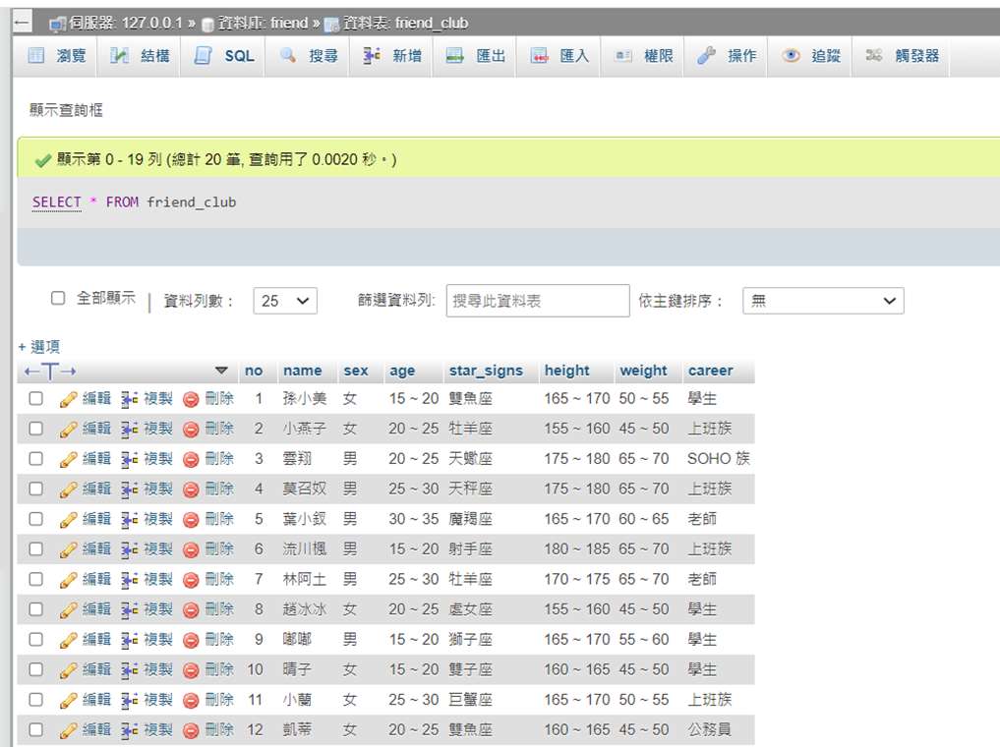 ← 伺服器: 127.0.0.1 » 資料庫: friend » 資料表: friend_club
瀏覽 結構 SQL 搜尋 新增 匯出 匯入 權限 操作 追蹤 觸發器
顯示查詢框
顯示第 0 - 19 列 (總計 20 筆, 查詢用了 0.0020 秒。)
SELECT * FROM friend_club
全部顯示 | 資料列數： 25 篩選資料列: 搜尋此資料表 依主鍵排序： 無
+ 選項
←T→ no name sex age star_signs height weight career
編輯 複製 刪除 1 孫小美 女 15 ~ 20 雙魚座 165 ~ 170 50 ~ 55 學生
編輯 複製 刪除 2 小燕子 女 20 ~ 25 牡羊座 155 ~ 160 45 ~ 50 上班族
編輯 複製 刪除 3 雲翔 男 20 ~ 25 天蠍座 175 ~ 180 65 ~ 70 SOHO 族
編輯 複製 刪除 4 莫召奴 男 25 ~ 30 天秤座 175 ~ 180 65 ~ 70 上班族
編輯 複製 刪除 5 葉小釵 男 30 ~ 35 魔羯座 165 ~ 170 60 ~ 65 老師
編輯 複製 刪除 6 流川楓 男 15 ~ 20 射手座 180 ~ 185 65 ~ 70 上班族
編輯 複製 刪除 7 林阿土 男 25 ~ 30 牡羊座 170 ~ 175 65 ~ 70 老師
編輯 複製 刪除 8 趙冰冰 女 20 ~ 25 處女座 155 ~ 160 45 ~ 50 學生
編輯 複製 刪除 9 嘟嘟 男 15 ~ 20 獅子座 165 ~ 170 55 ~ 60 學生
編輯 複製 刪除 10 晴子 女 15 ~ 20 雙子座 160 ~ 165 45 ~ 50 學生
編輯 複製 刪除 11 小蘭 女 25 ~ 30 巨蟹座 165 ~ 170 50 ~ 55 上班族
編輯 複製 刪除 12 凱蒂 女 20 ~ 25 雙魚座 160 ~ 165 45 ~ 50 公務員